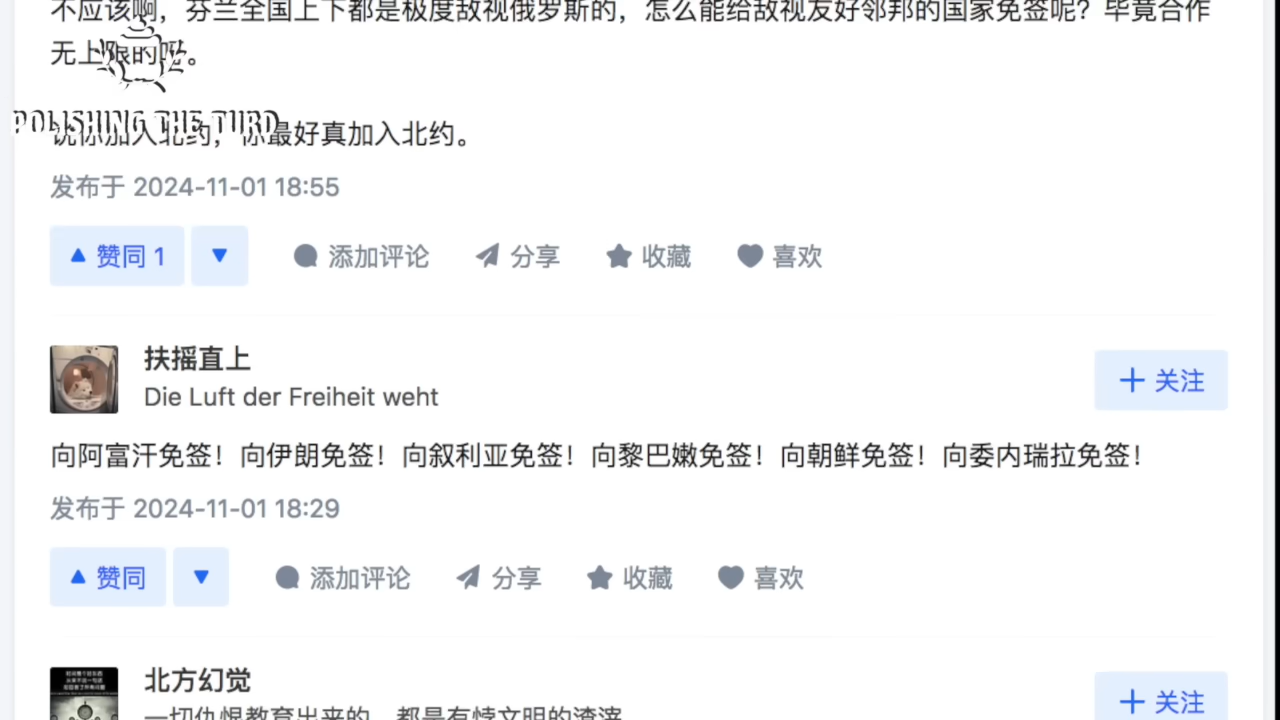 不应该啊，芬兰全国上下都是极度敌视俄罗斯的，怎么能给敌视友好邻邦的国家免签呢？毕竟合作
无上限的吧。
POLISHING THE TURD
说你加入北约，你最好真加入北约。
发布于 2024-11-01 18:55
赞同 1 添加评论 分享 收藏 喜欢
扶摇直上
Die Luft der Freiheit weht
关注
向阿富汗免签！向伊朗免签！向叙利亚免签！向黎巴嫩免签！向朝鲜免签！向委内瑞拉免签！
发布于 2024-11-01 18:29
赞同 添加评论 分享 收藏 喜欢
北方幻觉
一切仇恨教育出来的，都是有悖文明的渣滓
关注